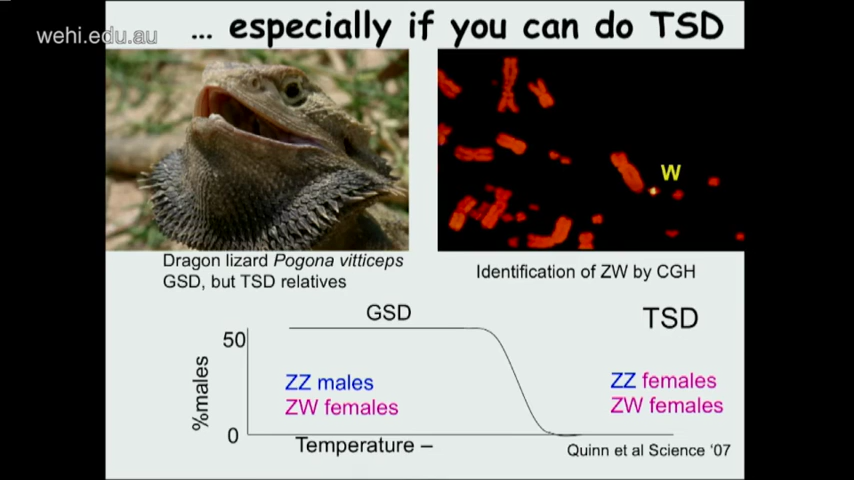 wehi.edu.au
... especially if you can do TSD
W
Dragon lizard Pogona vitticeps
GSD, but TSD relatives
Identification of ZW by CGH
GSD
TSD
50
%males
ZZ males
ZW females
ZZ females
ZW females
0
Temperature –
Quinn et al Science '07